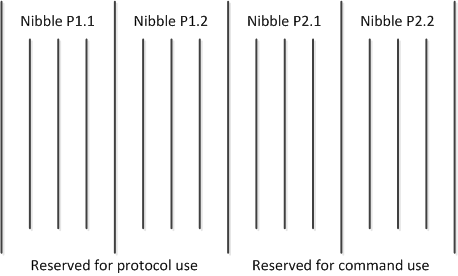 Nibble P1.1 Nibble P1.2 Nibble P2.1 Nibble P2.2
Reserved for protocol use Reserved for command use